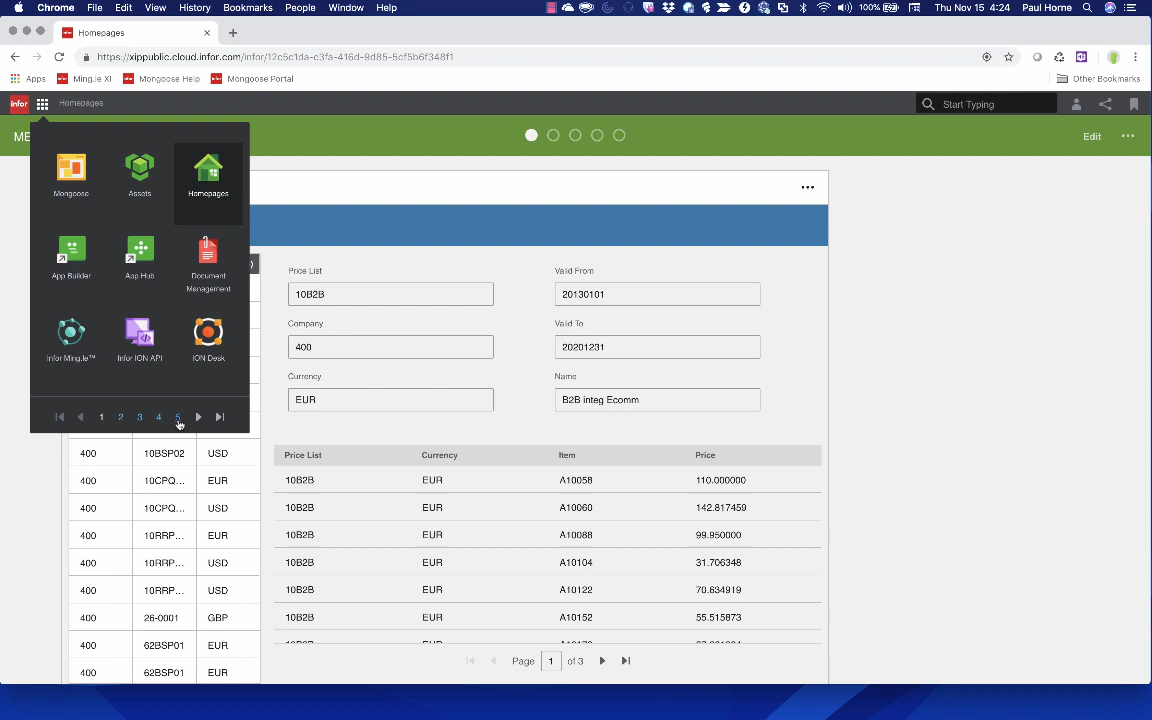 Chrome File Edit View History Bookmarks People Window Help 100% Thu Nov 15 4:24 Paul Horne
Homepages
https://xippublic.cloud.infor.com/infor/12c5c1da-c3fa-416d-9d85-5cf5b6f348f1
Apps Ming.le XI Mongoose Help Mongoose Portal Other Bookmarks
infor Homepages Start Typing
ME Edit
Mongoose Assets Homepages
App Builder App Hub Document Management
Infor Ming.le™ Infor ION API ION Desk
1 2 3 4 5
Price List Valid From
10B2B 20130101
Company Valid To
400 20201231
Currency Name
EUR B2B integ Ecomm
Price List Currency Item Price
400 10BSP02 USD
400 10CPQ... EUR
400 10CPQ... USD
400 10RRP... EUR
400 10RRP... USD
400 10RRP... USD
400 26-0001 GBP
400 62BSP01 EUR
400 62BSP01 EUR
10B2B EUR A10058 110.000000
10B2B EUR A10060 142.817459
10B2B EUR A10088 99.950000
10B2B EUR A10104 31.706348
10B2B EUR A10122 70.634919
10B2B EUR A10152 55.515873
Page 1 of 3